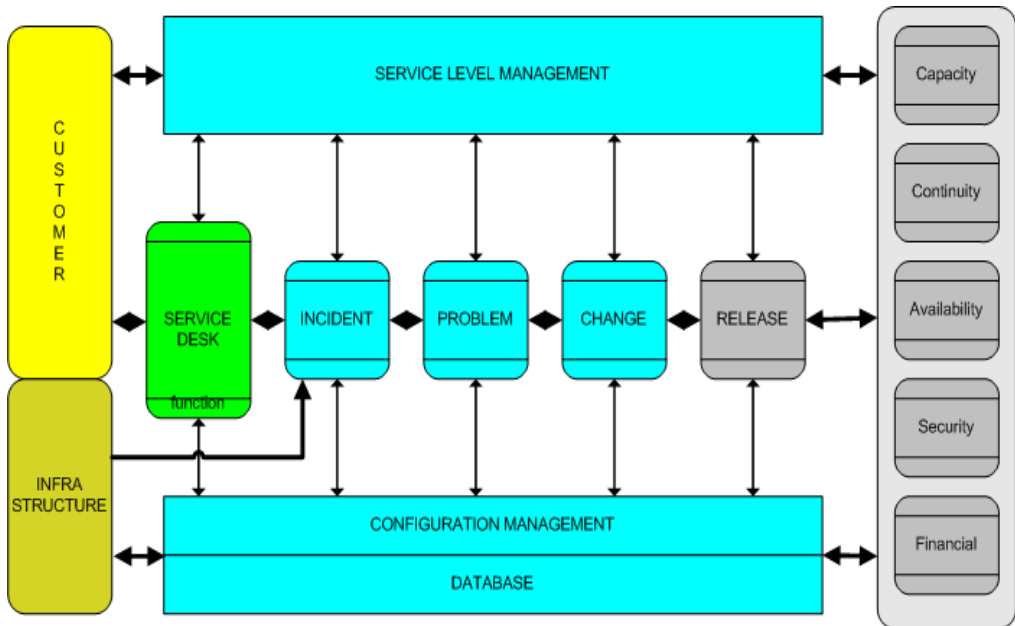 CUSTOMER
SERVICE LEVEL MANAGEMENT
Capacity
Continuity
SERVICE
DESK
function
INCIDENT
PROBLEM
CHANGE
RELEASE
Availability
INFRA
STRUCTURE
Security
CONFIGURATION MANAGEMENT
DATABASE
Financial